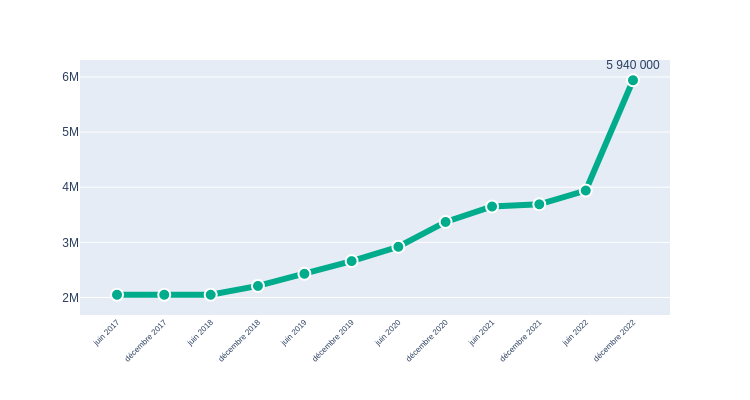 5 940 000
6M
5M
4M
3M
2M
juin 2017
décembre 2017
juin 2018
décembre 2018
juin 2019
décembre 2019
juin 2020
décembre 2020
juin 2021
décembre 2021
juin 2022
décembre 2022